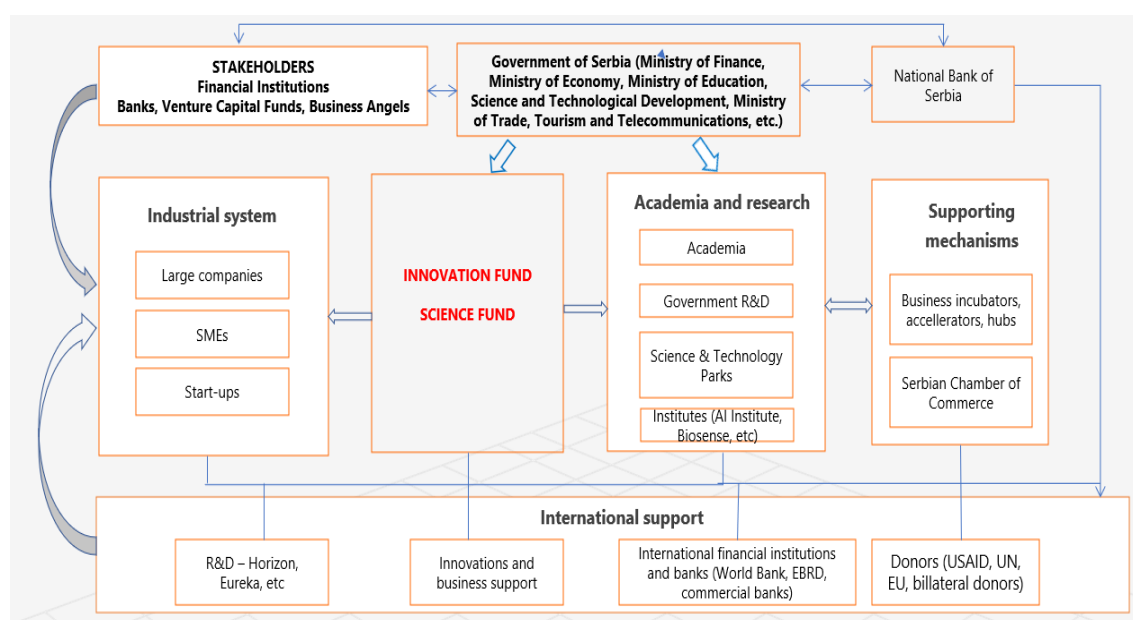 STAKEHOLDERS
Financial Institutions
Banks, Venture Capital Funds, Business Angels
Government of Serbia (Ministry of Finance,
Ministry of Economy, Ministry of Education,
Science and Technological Development, Ministry
of Trade, Tourism and Telecommunications, etc.)
National Bank of
Serbia
Industrial system
Large companies
SMEs
Start-ups
INNOVATION FUND
SCIENCE FUND
Academia and research
Academia
Government R&D
Science & Technology
Parks
Institutes (AI Institute,
Biosense, etc)
Supporting
mechanisms
Business incubators,
accellerators, hubs
Serbian Chamber of
Commerce
International support
R&D – Horizon,
Eureka, etc
Innovations and
business support
International financial institutions
and banks (World Bank, EBRD,
commercial banks)
Donors (USAID, UN,
EU, billateral donors)